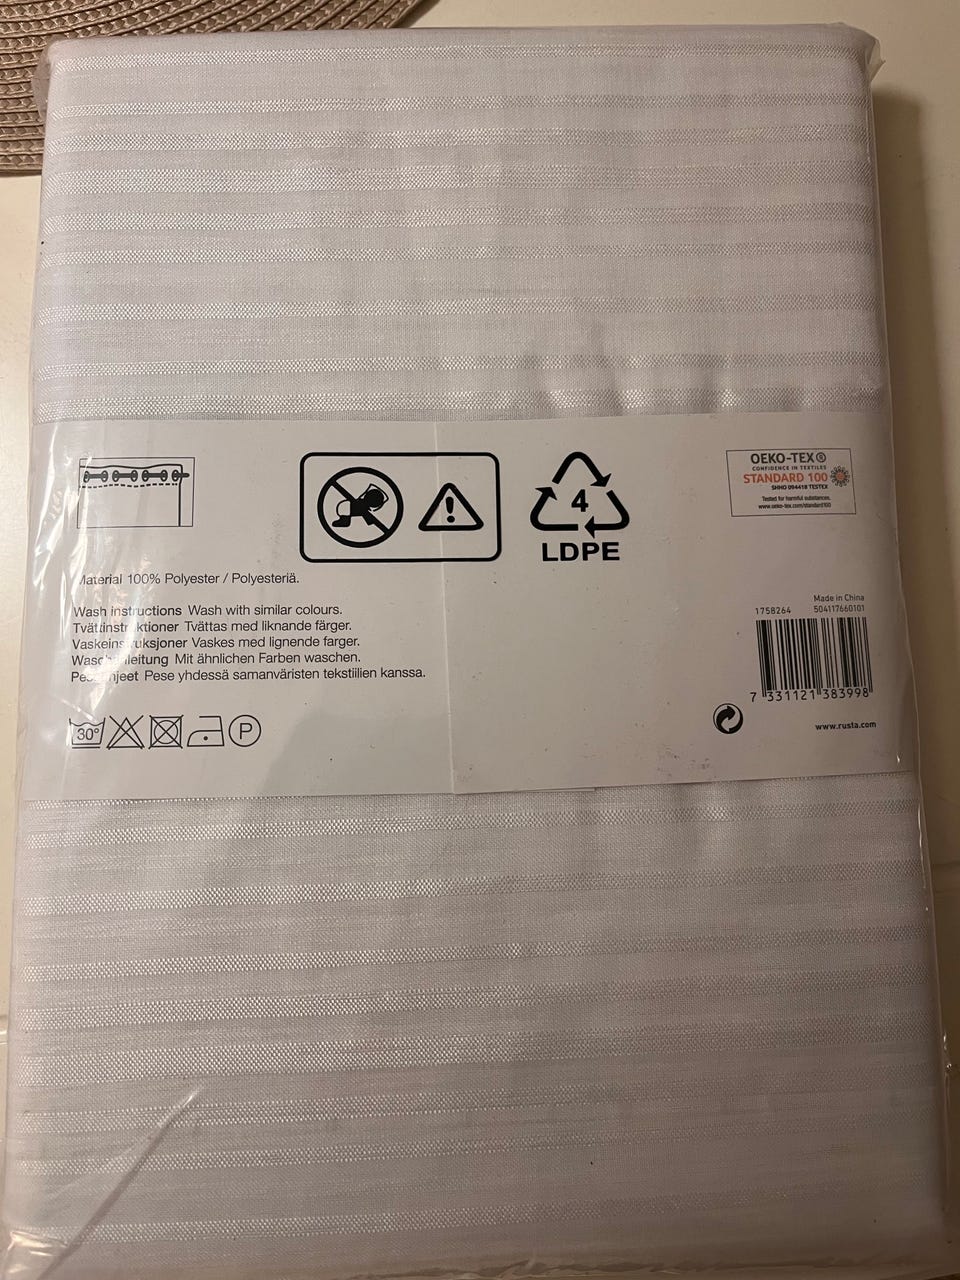 4
LDPE
OEKO-TEX®
CONFIDENCE IN TEXTILES
STANDARD 100
SHHO 094418 TESTEX
Tested for harmful substances.
www.oeko-tex.com/standard100
Material 100% Polyester / Polyesteriä.
Wash instructions Wash with similar colours.
Tvättinstruktioner Tvättas med liknande färger.
Vaskeinstruksjoner Vaskes med lignende farger.
Waschanleitung Mit ähnlichen Farben waschen.
Pesuohjeet Pese yhdessä samanväristen tekstiilien kanssa.
30°
P
Made in China
1758264 504117660101
7 331121 383998
www.rusta.com